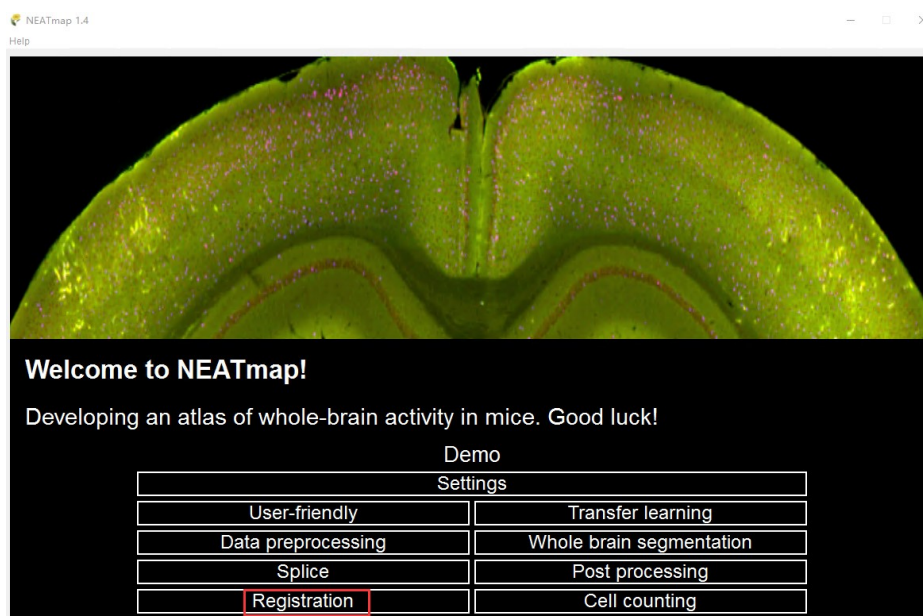 NEATmap 1.4
Help
Welcome to NEATmap!
Developing an atlas of whole-brain activity in mice. Good luck!
Demo
Settings
User-friendly Transfer learning
Data preprocessing Whole brain segmentation
Splice Post processing
Registration Cell counting